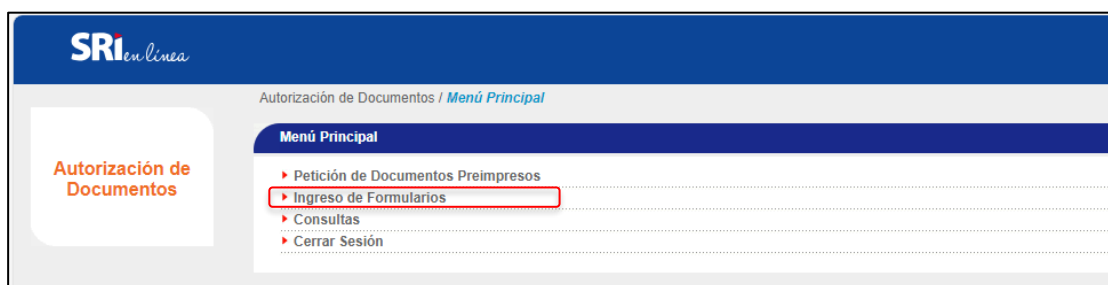 SRi en línea
Autorización de Documentos / Menú Principal
Menú Principal
Autorización de
Documentos
Petición de Documentos Preimpresos
Ingreso de Formularios
Consultas
Cerrar Sesión